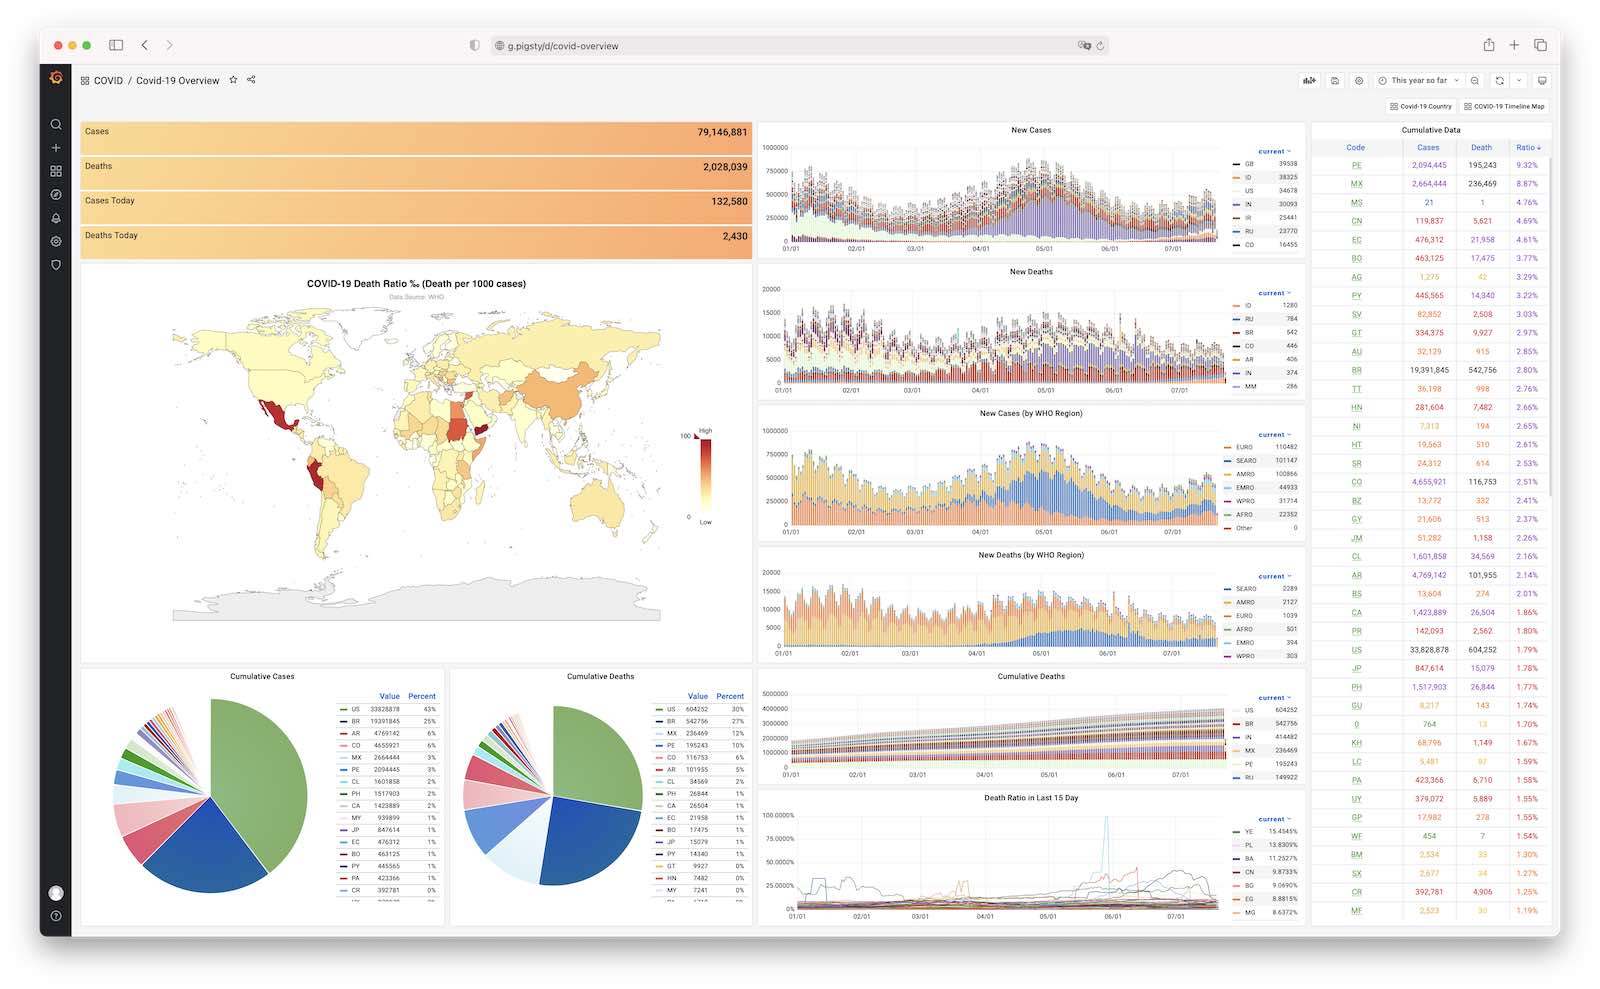 g.pigsty/d/covid-overview
COVID / Covid-19 Overview
This year so far
Covid-19 Country
COVID-19 Timeline Map
Cases 79,146,881
Deaths 2,028,039
Cases Today 132,580
Deaths Today 2,430
COVID-19 Death Ratio ‰ (Death per 1000 cases)
Data Source: WHO
High
100
0
Low
Cumulative Cases
Value Percent
US 33828878 43%
BR 19391845 25%
AR 4769142 6%
CO 4655921 6%
MX 2664444 3%
PE 2094445 3%
CL 1601858 2%
PH 1517903 2%
CA 1423889 2%
MY 939899 1%
JP 847614 1%
EC 476312 1%
BO 463125 1%
PY 445565 1%
PA 423366 1%
CR 392781 0%
Cumulative Deaths
Value Percent
US 604252 30%
BR 542756 27%
MX 236469 12%
PE 195243 10%
CO 116753 6%
AR 101955 5%
CL 34569 2%
PH 26844 1%
CA 26504 1%
EC 21958 1%
BO 17475 1%
JP 15079 1%
PY 14340 1%
GT 9927 0%
HN 7482 0%
MY 7241 0%
New Cases
1000000
750000
500000
250000
0
01/01 02/01 03/01 04/01 05/01 06/01 07/01
current
GB 39538
ID 38325
US 34678
IN 30093
IR 25441
RU 23770
CO 16455
New Deaths
20000
15000
10000
5000
0
01/01 02/01 03/01 04/01 05/01 06/01 07/01
current
ID 1280
RU 784
BR 542
CO 446
AR 406
IN 374
MM 286
New Cases (by WHO Region)
1000000
750000
500000
250000
0
01/01 02/01 03/01 04/01 05/01 06/01 07/01
current
EURO 110482
SEARO 101147
AMRO 100866
EMRO 44933
WPRO 31714
AFRO 22352
Other 0
New Deaths (by WHO Region)
20000
15000
10000
5000
0
01/01 02/01 03/01 04/01 05/01 06/01 07/01
current
SEARO 2289
AMRO 2127
EURO 1039
AFRO 501
EMRO 394
WPRO 303
Cumulative Deaths
5000000
4000000
3000000
2000000
1000000
0
01/01 02/01 03/01 04/01 05/01 06/01 07/01
current
US 604252
BR 542756
IN 414482
MX 236469
PE 195243
RU 149922
Death Ratio in Last 15 Day
100.0000%
75.0000%
50.0000%
25.0000%
0%
01/01 02/01 03/01 04/01 05/01 06/01 07/01
current
YE 15.4545%
PL 13.8309%
BA 11.2527%
CN 9.8733%
BG 9.0690%
EG 8.8815%
MG 8.6372%
Cumulative Data
Code Cases Death Ratio
PE 2,094,445 195,243 9.32%
MX 2,664,444 236,469 8.87%
MS 21 1 4.76%
CN 119,837 5,621 4.69%
EC 476,312 21,958 4.61%
BO 463,125 17,475 3.77%
AG 1,275 42 3.29%
PY 445,565 14,340 3.22%
SV 82,852 2,508 3.03%
GT 334,375 9,927 2.97%
AU 32,129 915 2.85%
BR 19,391,845 542,756 2.80%
TT 36,198 998 2.76%
HN 281,604 7,482 2.66%
NI 7,313 194 2.65%
HT 19,563 510 2.61%
SR 24,312 614 2.53%
CO 4,655,921 116,753 2.51%
BZ 13,772 332 2.41%
GY 21,606 513 2.37%
JM 51,282 1,158 2.26%
CL 1,601,858 34,569 2.16%
AR 4,769,142 101,955 2.14%
BS 13,604 274 2.01%
CA 1,423,889 26,504 1.86%
PR 142,093 2,562 1.80%
US 33,828,878 604,252 1.79%
JP 847,614 15,079 1.78%
PH 1,517,903 26,844 1.77%
GU 8,217 143 1.74%
0 764 13 1.70%
KH 68,796 1,149 1.67%
LC 5,481 87 1.59%
PA 423,366 6,710 1.58%
UY 379,072 5,889 1.55%
GP 17,982 278 1.55%
WF 454 7 1.54%
BM 2,534 33 1.30%
SX 2,677 34 1.27%
CR 392,781 4,906 1.25%
MF 2,523 30 1.19%